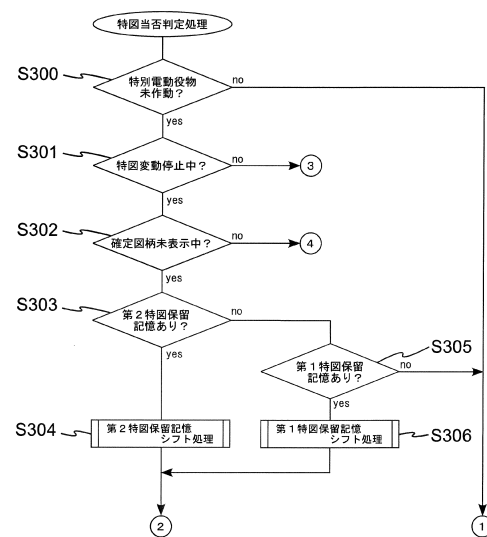 特図当否判定処理
S300
特別電動役物
未作動？
no
yes
S301
特図変動停止中？
no
3
yes
S302
確定図柄未表示中？
no
4
yes
S303
第２特図保留
記憶あり？
no
yes
S305
第１特図保留
記憶あり？
no
yes
S304
第２特図保留記憶
シフト処理
第１特図保留記憶
シフト処理
S306
2
1